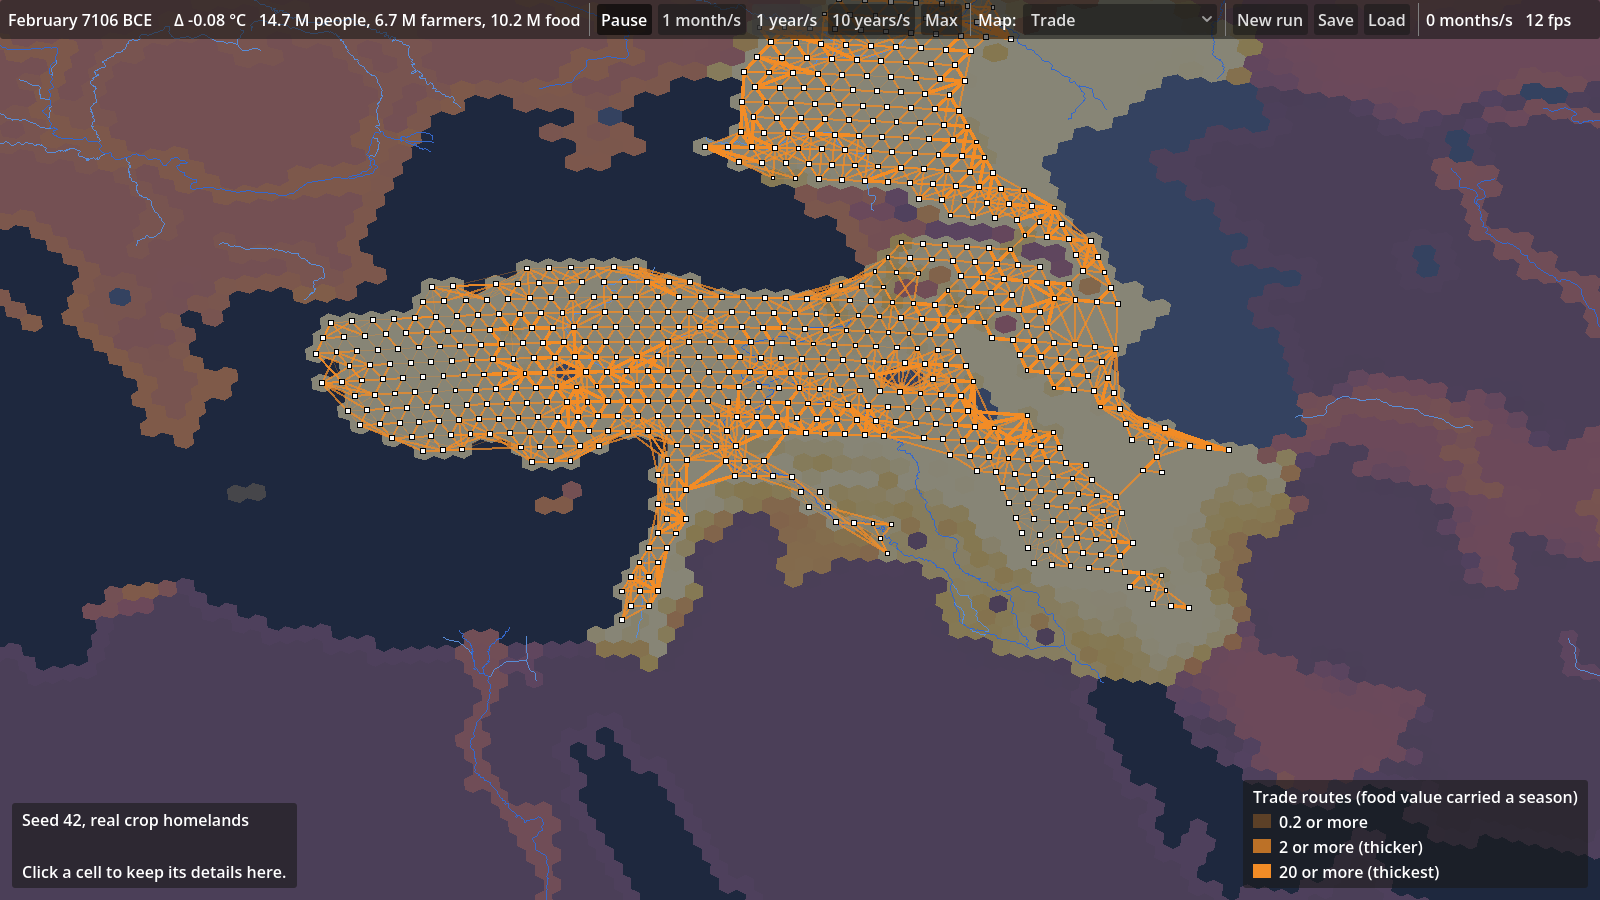 February 7106 BCE Δ -0.08 °C 14.7 M people, 6.7 M farmers, 10.2 M food Pause 1 month/s 1 year/s 10 years/s Max Map: Trade New run Save Load 0 months/s 12 fps
Seed 42, real crop homelands
Click a cell to keep its details here.
Trade routes (food value carried a season)
0.2 or more
2 or more (thicker)
20 or more (thickest)